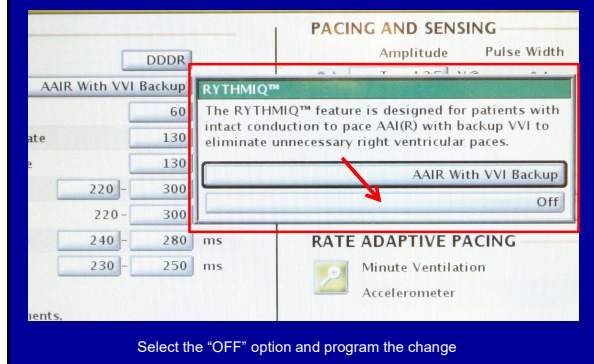 PACING AND SENSING
Amplitude Pulse Width
DDDR
AAIR With VVI Backup
60
ate 130
e 130
220 - 300
220 - 300
240 - 280 ms
230 - 250 ms
RYTHMIQ™
The RYTHMIQ™ feature is designed for patients with
intact conduction to pace AAI(R) with backup VVI to
eliminate unnecessary right ventricular paces.
AAIR With VVI Backup
Off
RATE ADAPTIVE PACING
Minute Ventilation
Accelerometer
Select the “OFF” option and program the change